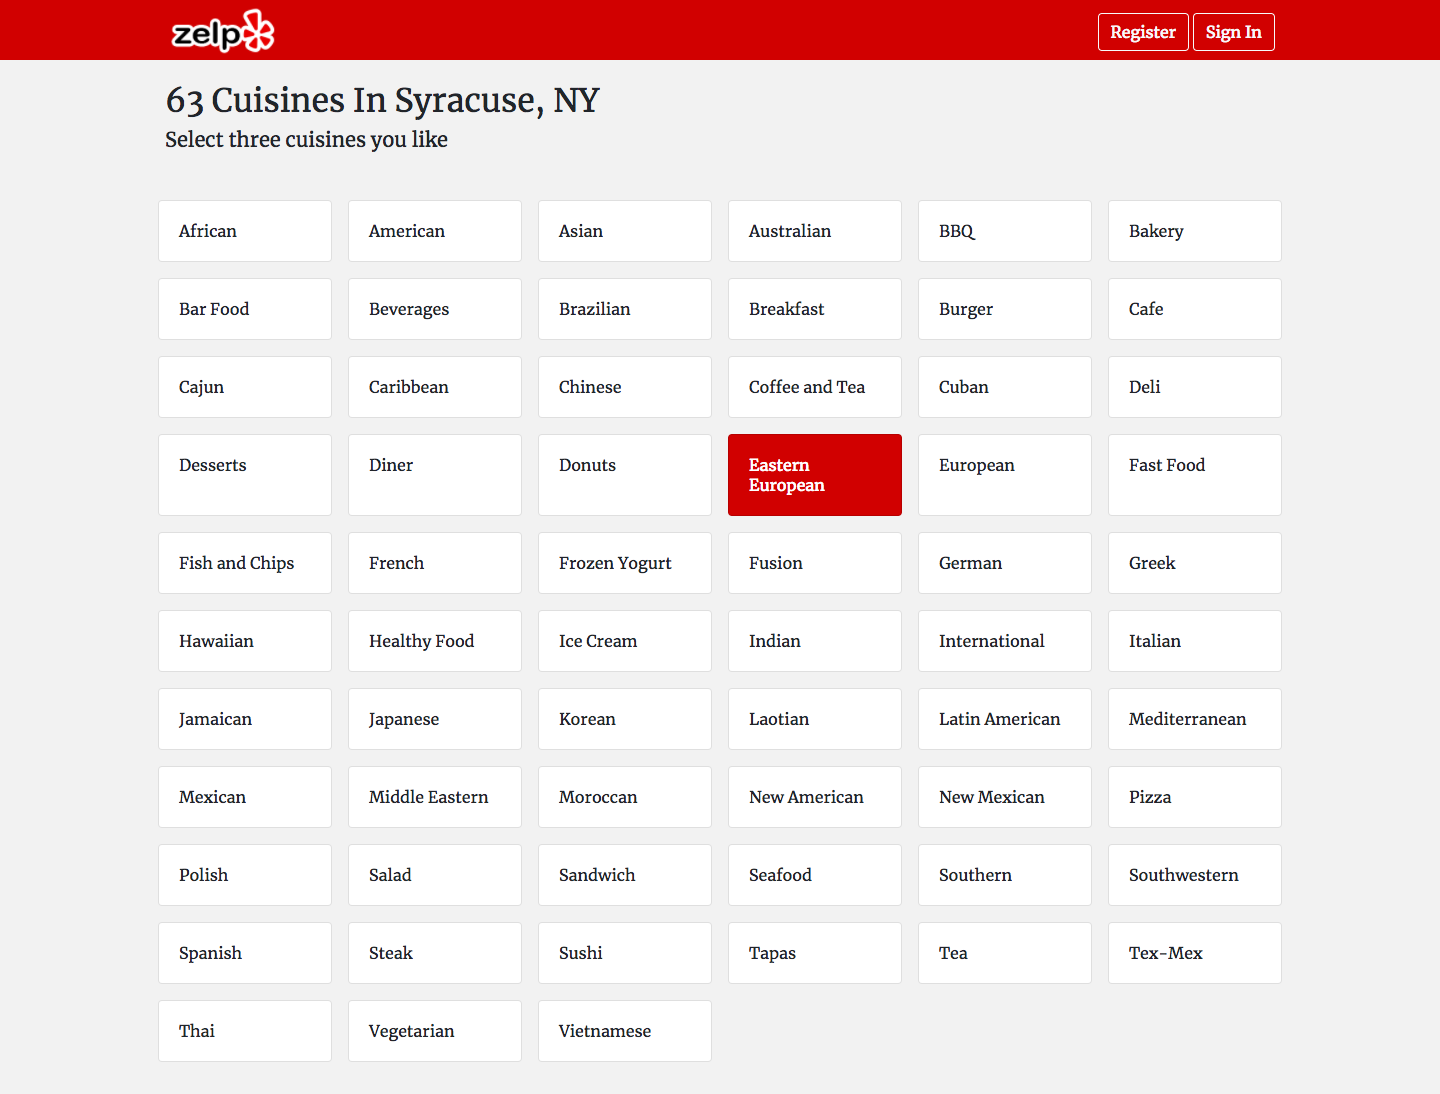 zelp
Register
Sign In
63 Cuisines In Syracuse, NY
Select three cuisines you like
African
American
Asian
Australian
BBQ
Bakery
Bar Food
Beverages
Brazilian
Breakfast
Burger
Cafe
Cajun
Caribbean
Chinese
Coffee and Tea
Cuban
Deli
Desserts
Diner
Donuts
Eastern
European
European
Fast Food
Fish and Chips
French
Frozen Yogurt
Fusion
German
Greek
Hawaiian
Healthy Food
Ice Cream
Indian
International
Italian
Jamaican
Japanese
Korean
Laotian
Latin American
Mediterranean
Mexican
Middle Eastern
Moroccan
New American
New Mexican
Pizza
Polish
Salad
Sandwich
Seafood
Southern
Southwestern
Spanish
Steak
Sushi
Tapas
Tea
Tex-Mex
Thai
Vegetarian
Vietnamese